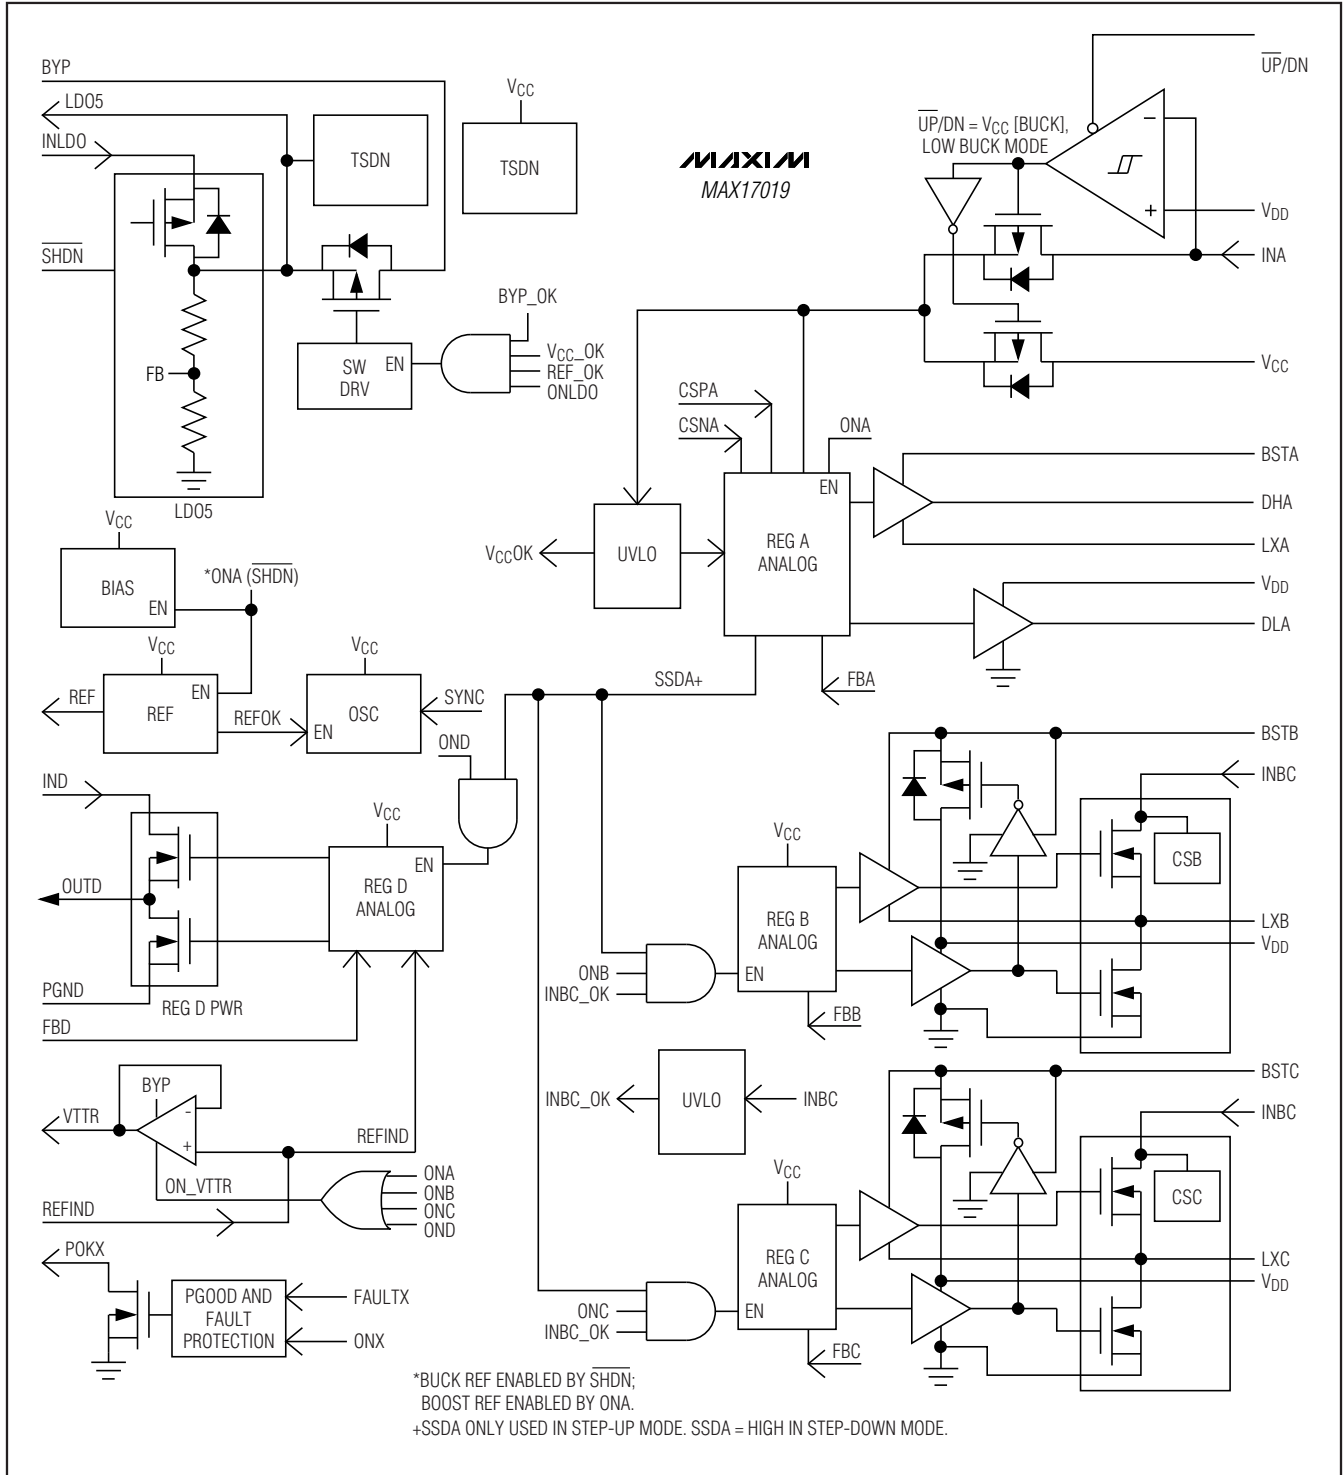 BYP
LDO5
INLDO
SHDN
FB
LDO5
TSDN
VCC
TSDN
SW
DRV
EN
BYP_OK
VCC_OK
REF_OK
ONLDO
MAXIM
MAX17019
UP/DN = VCC [BUCK],
LOW BUCK MODE
UP/DN
−
+
VDD
INA
VCC
CSPA
CSNA
ONA
EN
REG A
ANALOG
UVLO
VCCOK
BSTA
DHA
LXA
VDD
DLA
SSDA+
FBA
VCC
BIAS
EN
*ONA (SHDN)
VCC
REF
EN
REF
REFOK
VCC
OSC
EN
SYNC
OND
IND
OUTD
PGND
REG D PWR
FBD
VCC
EN
REG D
ANALOG
BSTB
INBC
CSB
VCC
REG B
ANALOG
EN
LXB
VDD
ONB
INBC_OK
FBB
INBC_OK
UVLO
INBC
BYP
-
+
VTTR
REFIND
ON_VTTR
ONA
ONB
ONC
OND
REFIND
BSTC
INBC
CSC
VCC
REG C
ANALOG
EN
LXC
VDD
ONC
INBC_OK
FBC
POKX
PGOOD AND
FAULT
PROTECTION
FAULTX
ONX
*BUCK REF ENABLED BY SHDN;
BOOST REF ENABLED BY ONA.
+SSDA ONLY USED IN STEP-UP MODE. SSDA = HIGH IN STEP-DOWN MODE.